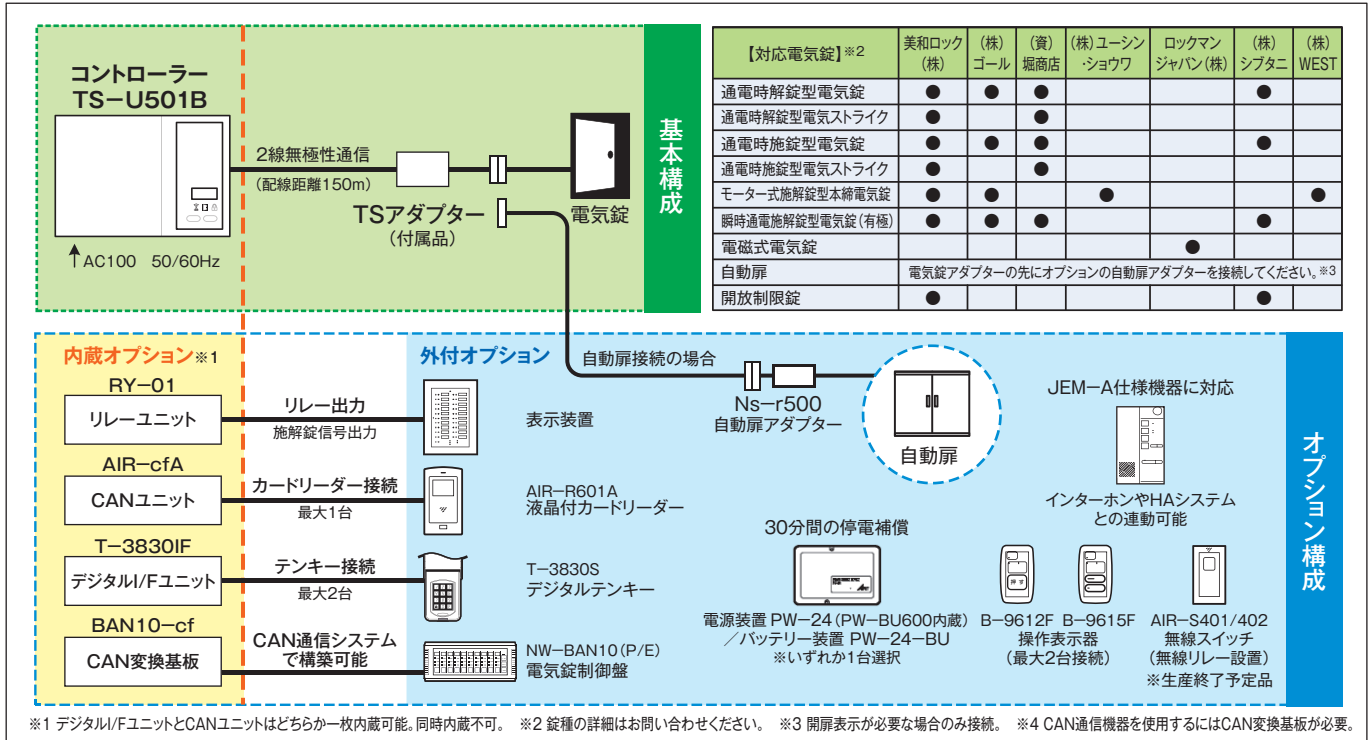 コントローラー
TS-U501B
2線無極性通信
(配線距離150m)
TSアダプター
(付属品)
電気錠
AC100 50/60Hz
基本構成
【対応電気錠】※2 美和ロック(株) (株)ゴール (資)堀商店 (株)ユーシン・ショウワ ロックマンジャパン(株) (株)シブタニ (株)WEST
通電時解錠型電気錠 ● ● ● ●
通電時解錠型電気ストライク ● ●
通電時施錠型電気錠 ● ● ● ●
通電時施錠型電気ストライク ● ●
モーター式施解錠型本締電気錠 ● ● ● ●
瞬時通電施解錠型電気錠(有極) ● ● ● ●
電磁式電気錠 ●
自動扉 電気錠アダプターの先にオプションの自動扉アダプターを接続してください。※3
開放制限錠 ● ●
内蔵オプション※1
RY-01
リレーユニット
AIR-cfA
CANユニット
T-3830IF
デジタルI/Fユニット
BAN10-cf
CAN変換基板
リレー出力
施解錠信号出力
カードリーダー接続
最大1台
テンキー接続
最大2台
CAN通信システム
で構築可能
外付オプション
表示装置
AIR-R601A
液晶付カードリーダー
T-3830S
デジタルテンキー
NW-BAN10(P/E)
電気錠制御盤
自動扉接続の場合
Ns-r500
自動扉アダプター
自動扉
JEM-A仕様機器に対応
インターホンやHAシステム
との連動可能
30分間の停電補償
電源装置 PW-24(PW-BU600内蔵)
/バッテリー装置 PW-24-BU
※いずれか1台選択
押す
B-9612F B-9615F
操作表示器
(最大2台接続)
AIR-S401/402
無線スイッチ
(無線リレー設置)
※生産終了予定品
オプション構成
※1 デジタルI/FユニットとCANユニットはどちらか一枚内蔵可能。同時内蔵不可。 ※2 錠種の詳細はお問い合わせください。 ※3 開扉表示が必要な場合のみ接続。 ※4 CAN通信機器を使用するにはCAN変換基板が必要。